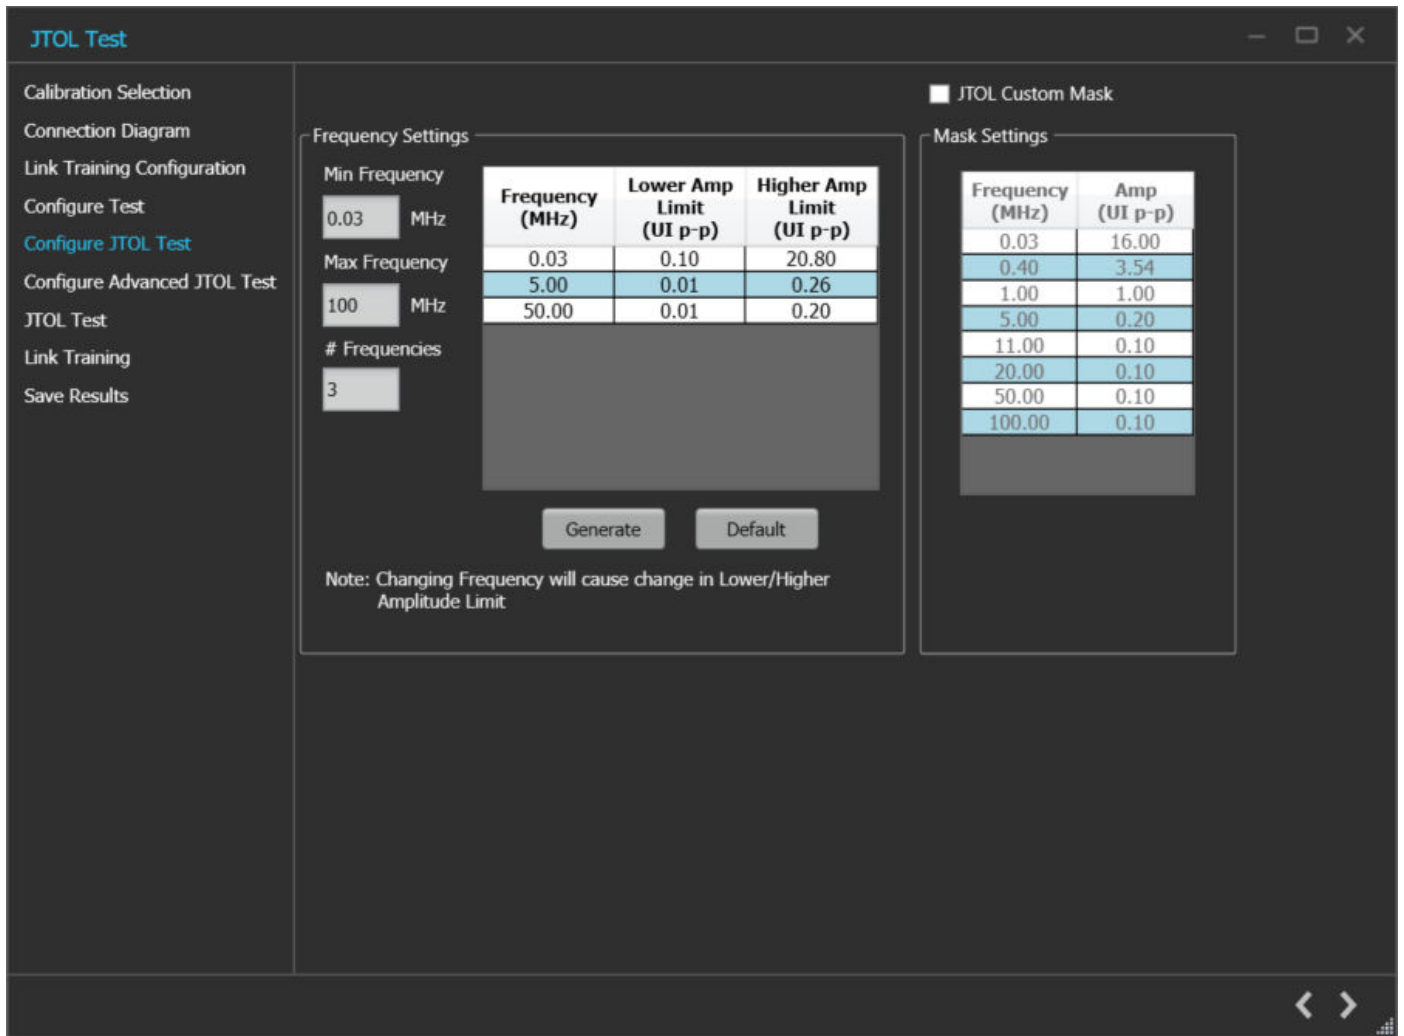 JTOL Test
Calibration Selection
Connection Diagram
Link Training Configuration
Configure Test
Configure JTOL Test
Configure Advanced JTOL Test
JTOL Test
Link Training
Save Results
JTOL Custom Mask
Frequency Settings
Min Frequency
0.03 MHz
Max Frequency
100 MHz
# Frequencies
3
Frequency (MHz) Lower Amp Limit (UI p-p) Higher Amp Limit (UI p-p)
0.03 0.10 20.80
5.00 0.01 0.26
50.00 0.01 0.20
Generate Default
Note: Changing Frequency will cause change in Lower/Higher
Amplitude Limit
Mask Settings
Frequency (MHz) Amp (UI p-p)
0.03 16.00
0.40 3.54
1.00 1.00
5.00 0.20
11.00 0.10
20.00 0.10
50.00 0.10
100.00 0.10